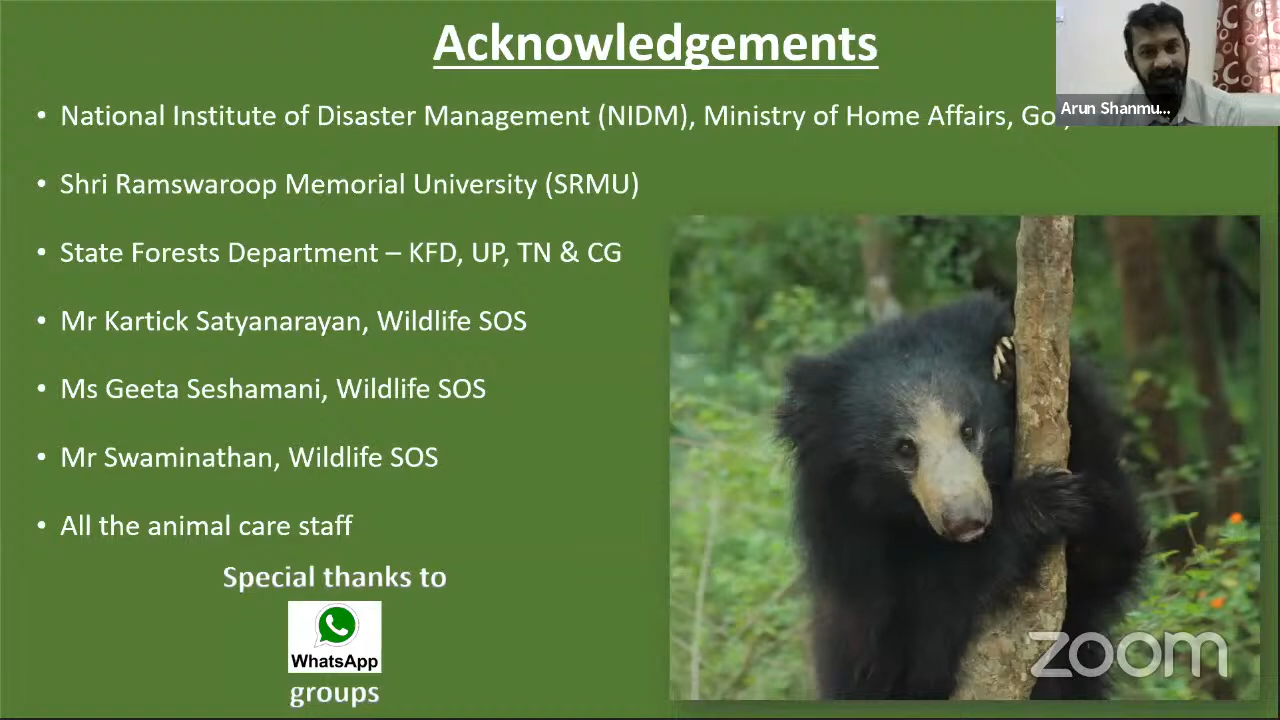 Acknowledgements
Arun Shanmu...
• National Institute of Disaster Management (NIDM), Ministry of Home Affairs,
• Shri Ramswaroop Memorial University (SRMU)
• State Forests Department – KFD, UP, TN & CG
• Mr Kartick Satyanarayan, Wildlife SOS
• Ms Geeta Seshamani, Wildlife SOS
• Mr Swaminathan, Wildlife SOS
• All the animal care staff
Special thanks to
WhatsApp
groups
zoom